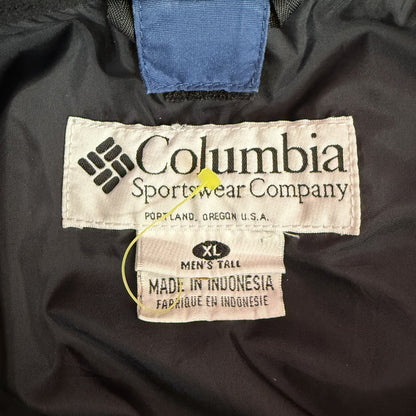 Columbia
Sportswear Company
PORTLAND, OREGON U.S.A.
XL
MEN'S TALL
MADE IN INDONESIA
FABRIQUE EN INDONESIE